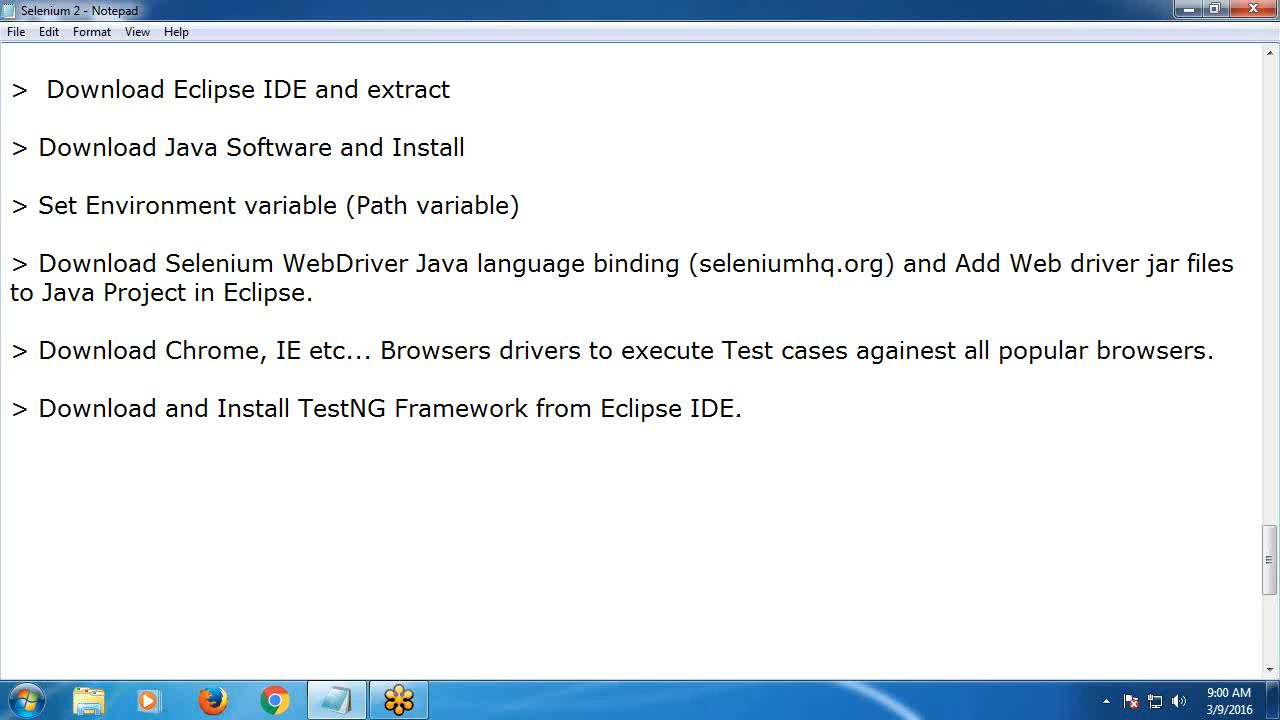 Selenium 2 - Notepad
File Edit Format View Help
> Download Eclipse IDE and extract
> Download Java Software and Install
> Set Environment variable (Path variable)
> Download Selenium WebDriver Java language binding (seleniumhq.org) and Add Web driver jar files
to Java Project in Eclipse.
> Download Chrome, IE etc... Browsers drivers to execute Test cases againest all popular browsers.
> Download and Install TestNG Framework from Eclipse IDE.
9:00 AM
3/9/2016